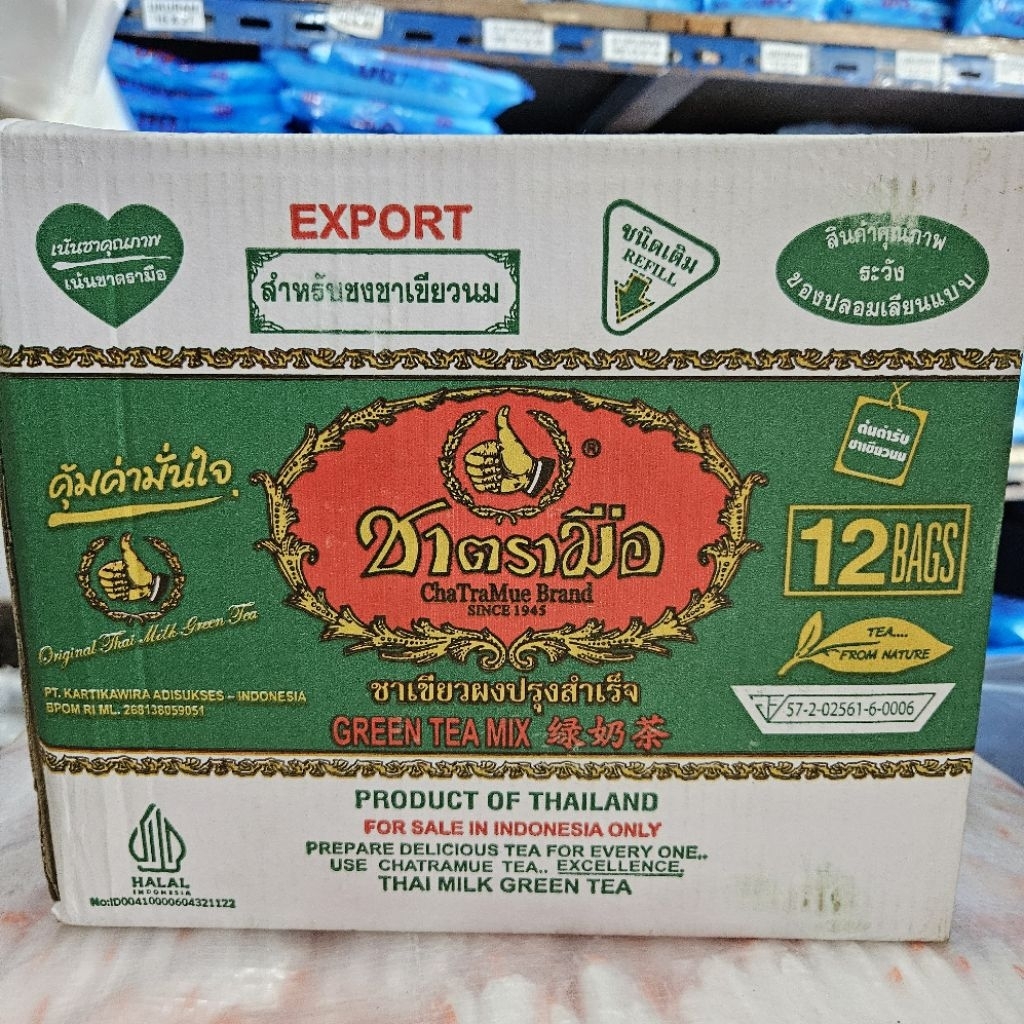 เน้นชาคุณภาพ
เน้นชาตรามือ
EXPORT
สำหรับชงชาเขียวนม
ชนิดเติม
REFILL
สินค้าคุณภาพ
ระวัง
ของปลอมเลียนแบบ
คุ้มค่ามั่นใจ
Original Thai Milk Green Tea
PT. KARTIKAWIRA ADISUKSES – INDONESIA
BPOM RI ML. 268138059051
®
ชาตรามือ
ChaTraMue Brand
SINCE 1945
ชาเขียวผงปรุงสำเร็จ
GREEN TEA MIX 绿奶茶
ต้นตำรับ
ชาเขียวนม
12 BAGS
TEA....
FROM NATURE
57-2-02561-6-0006
PRODUCT OF THAILAND
FOR SALE IN INDONESIA ONLY
PREPARE DELICIOUS TEA FOR EVERY ONE..
USE CHATRAMUE TEA.. EXCELLENCE.
THAI MILK GREEN TEA
HALAL
INDONESIA
No:ID00410000604321122